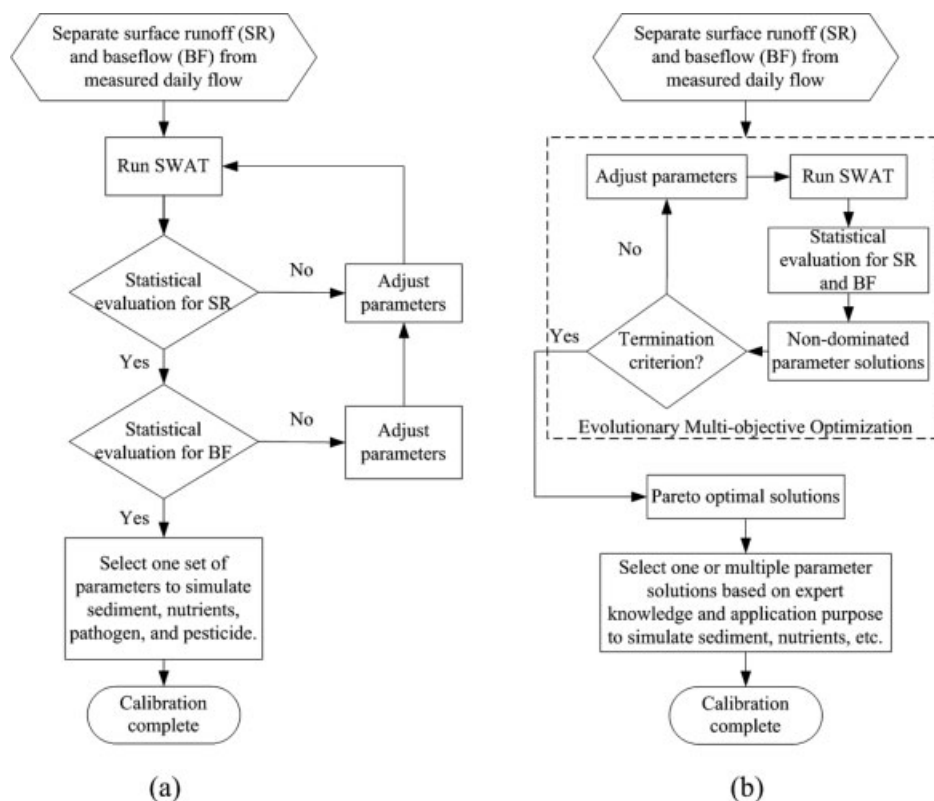 Separate surface runoff (SR)
and baseflow (BF) from
measured daily flow
Run SWAT
Statistical
evaluation for SR
No
Adjust
parameters
Yes
Statistical
evaluation for BF
No
Adjust
parameters
Yes
Select one set of
parameters to simulate
sediment, nutrients,
pathogen, and pesticide.
Calibration
complete
(a)
Separate surface runoff (SR)
and baseflow (BF) from
measured daily flow
Adjust parameters
Run SWAT
No
Statistical
evaluation for SR
and BF
Yes
Termination
criterion?
Non-dominated
parameter solutions
Evolutionary Multi-objective Optimization
Pareto optimal solutions
Select one or multiple parameter
solutions based on expert
knowledge and application purpose
to simulate sediment, nutrients, etc.
Calibration
complete
(b)